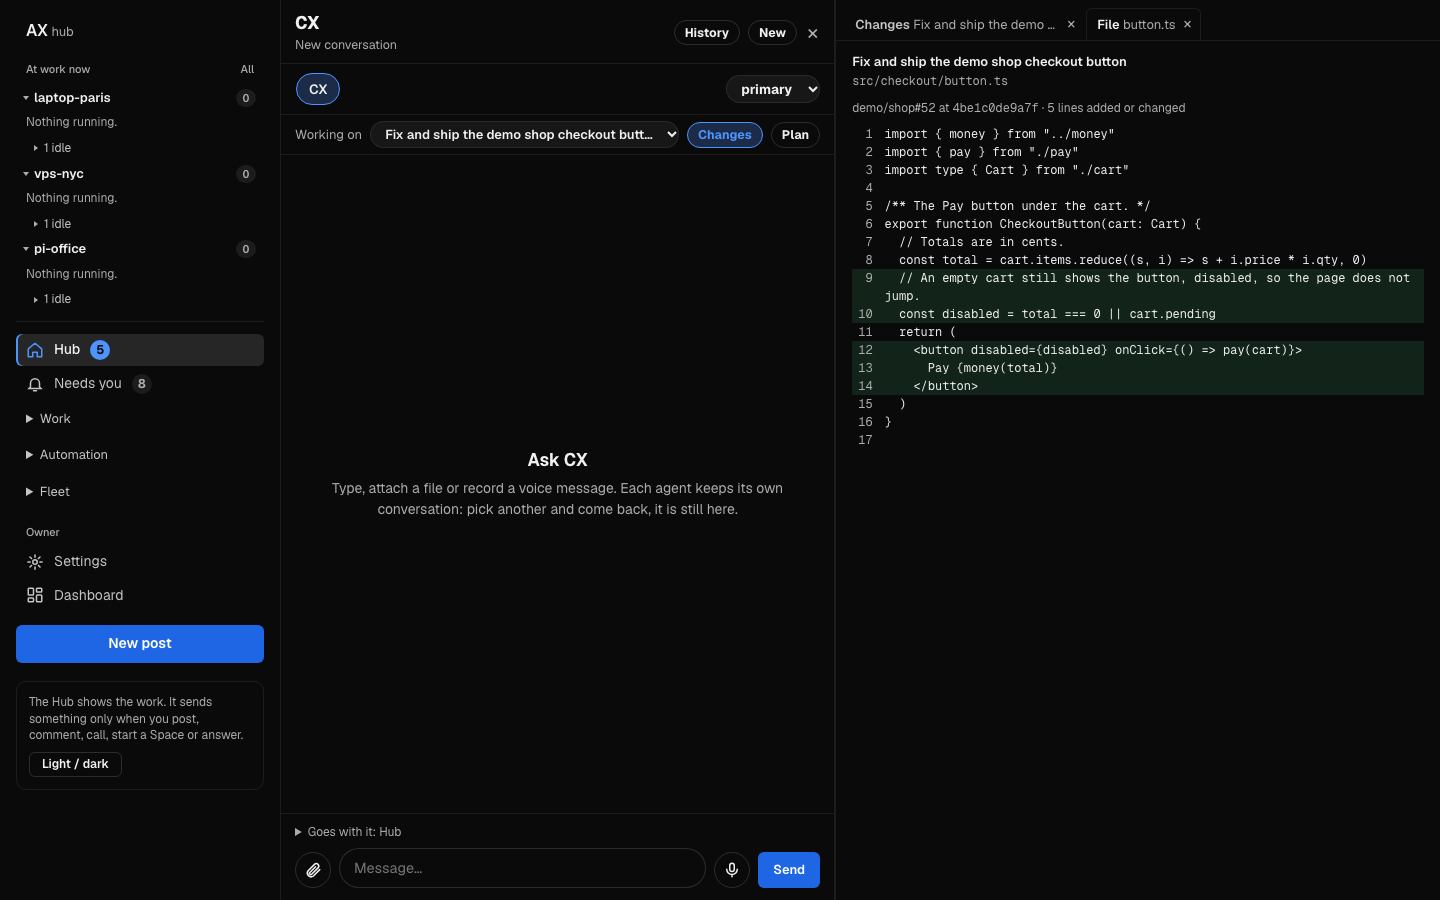 AX hub
At work now All
laptop-paris 0
Nothing running.
1 idle
vps-nyc 0
Nothing running.
1 idle
pi-office 0
Nothing running.
1 idle
Hub 5
Needs you 8
Work
Automation
Fleet
Owner
Settings
Dashboard
New post
The Hub shows the work. It sends
something only when you post,
comment, call, start a Space or answer.
Light / dark
CX
New conversation
History New ×
CX primary
Working on Fix and ship the demo shop checkout butt... Changes Plan
Ask CX
Type, attach a file or record a voice message. Each agent keeps its own
conversation: pick another and come back, it is still here.
Goes with it: Hub
Message...
Send
Changes Fix and ship the demo ... × File button.ts ×
Fix and ship the demo shop checkout button
src/checkout/button.ts
demo/shop#52 at 4be1c0de9a7f · 5 lines added or changed
1 import { money } from "../money"
2 import { pay } from "./pay"
3 import type { Cart } from "./cart"
4
5 /** The Pay button under the cart. */
6 export function CheckoutButton(cart: Cart) {
7   // Totals are in cents.
8   const total = cart.items.reduce((s, i) => s + i.price * i.qty, 0)
9   // An empty cart still shows the button, disabled, so the page does not
jump.
10   const disabled = total === 0 || cart.pending
11   return (
12     <button disabled={disabled} onClick={() => pay(cart)}>
13       Pay {money(total)}
14     </button>
15   )
16 }
17